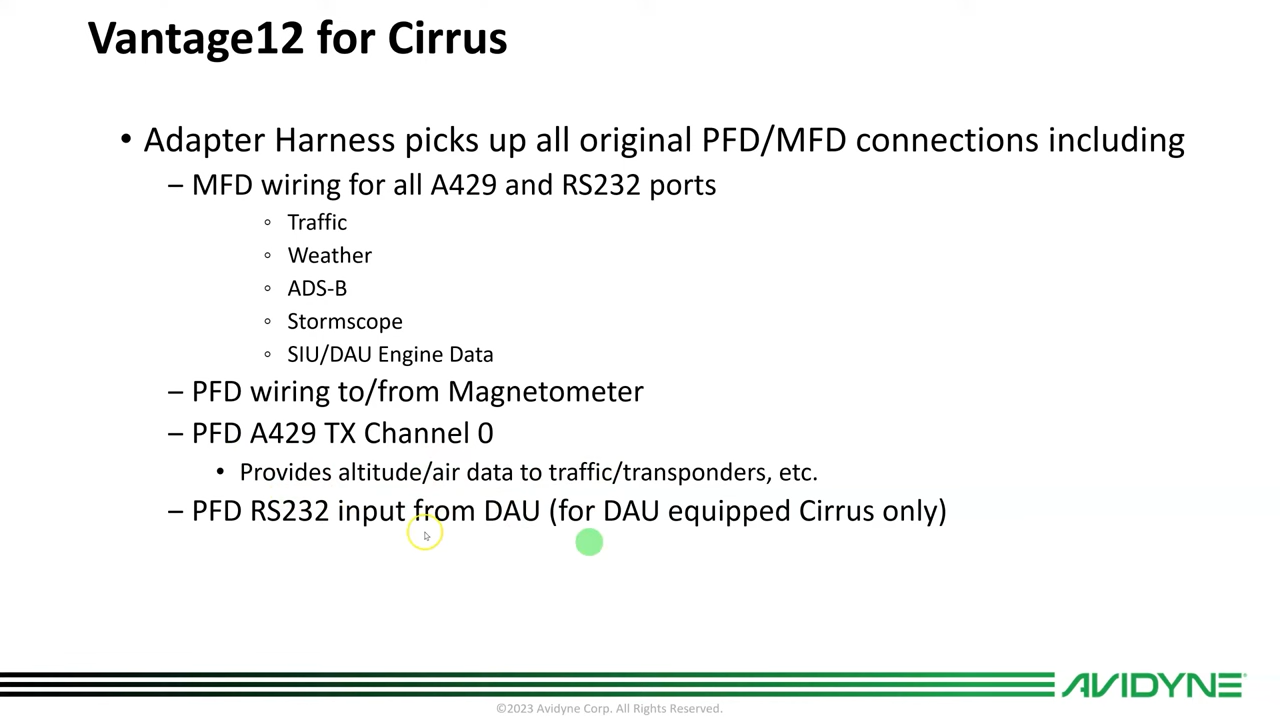 Vantage12 for Cirrus
• Adapter Harness picks up all original PFD/MFD connections including
– MFD wiring for all A429 and RS232 ports
◦ Traffic
◦ Weather
◦ ADS-B
◦ Stormscope
◦ SIU/DAU Engine Data
– PFD wiring to/from Magnetometer
– PFD A429 TX Channel 0
• Provides altitude/air data to traffic/transponders, etc.
– PFD RS232 input from DAU (for DAU equipped Cirrus only)
AVIDYNE
©2023 Avidyne Corp. All Rights Reserved.